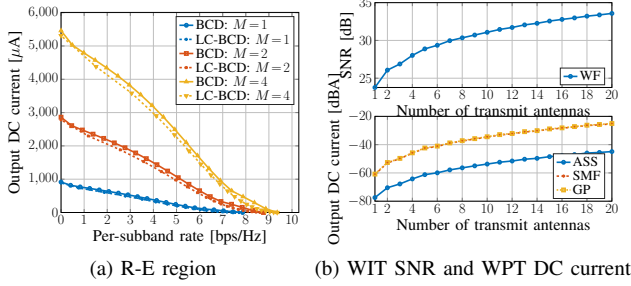 6,000
5,000
4,000
3,000
2,000
1,000
0
Output DC current [μA]
BCD: M = 1
LC-BCD: M = 1
BCD: M = 2
LC-BCD: M = 2
BCD: M = 4
LC-BCD: M = 4
0 1 2 3 4 5 6 7 8 9 10
Per-subband rate [bps/Hz]
(a) R-E region
35
30
25
SNR [dB]
WF
1 2 4 6 8 10 12 14 16 18 20
Number of transmit antennas
−20
−40
−60
−80
Output DC current [dBA]
ASS
SMF
GP
1 2 4 6 8 10 12 14 16 18 20
Number of transmit antennas
(b) WIT SNR and WPT DC current